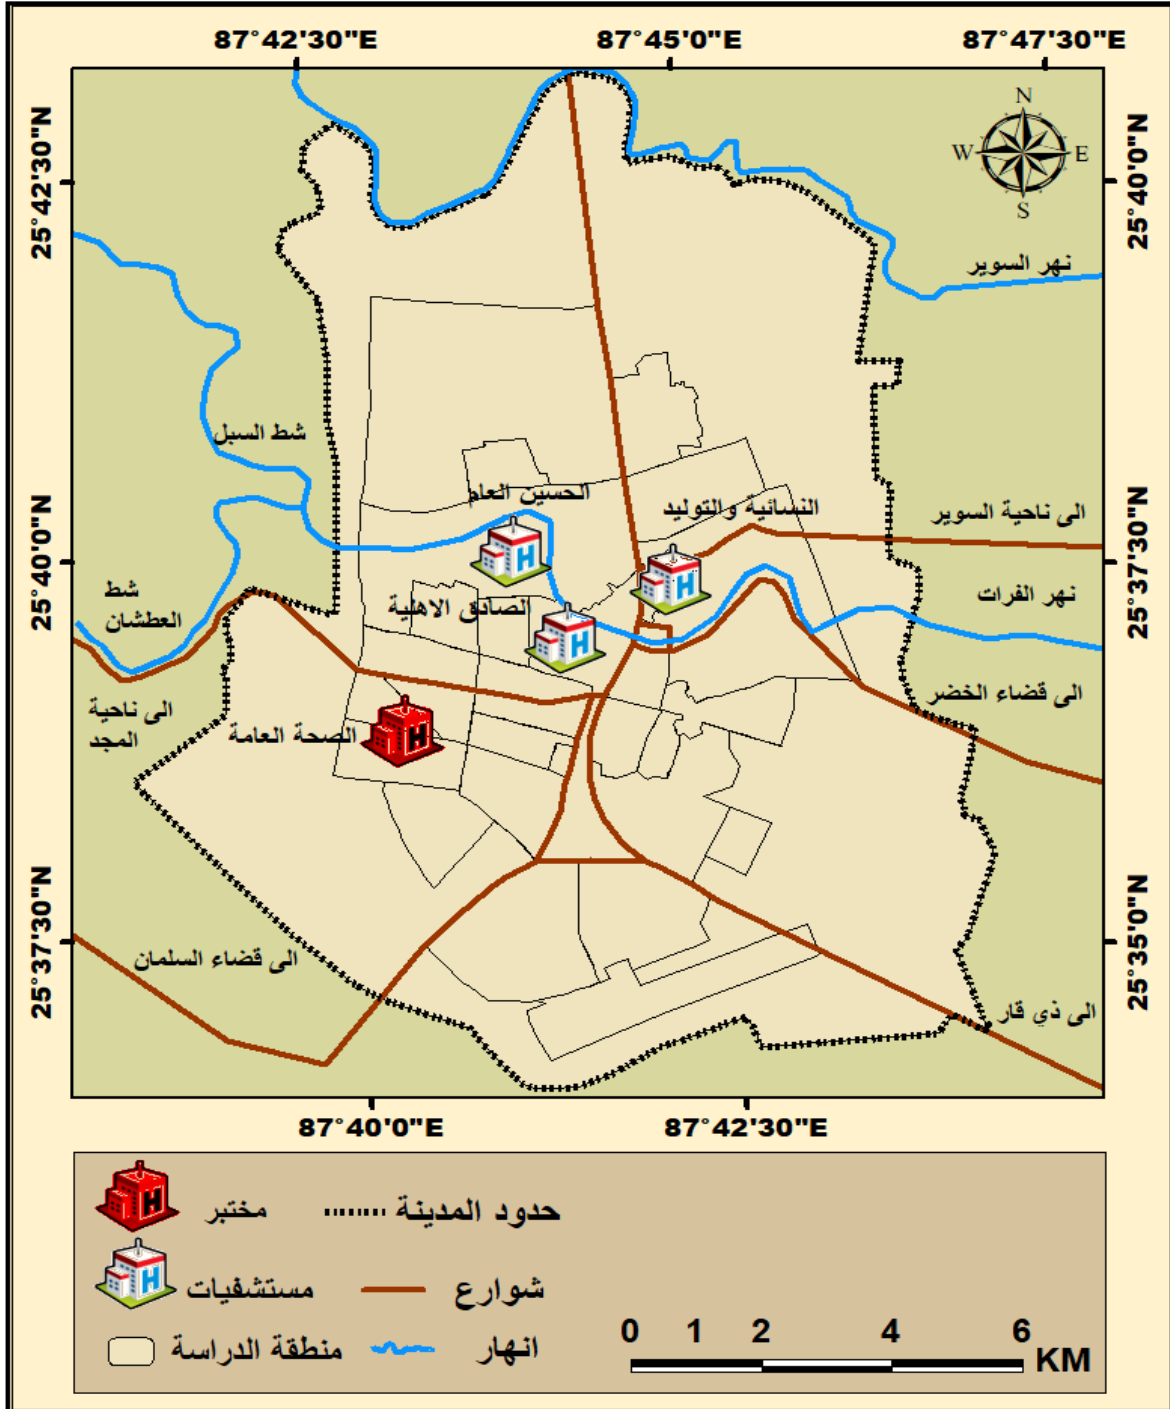 87°42'30"E
87°45'0"E
87°47'30"E
25°42'30"N
25°40'0"N
N
W
E
S
نهر السوير
شط السبل
الحسين العام
النسائية والتوليد
الى ناحية السوير
25°40'0"N
25°37'30"N
شط
العطشان
الصادق الاهلية
نهر الفرات
الى قضاء الخضر
الى ناحية
المجد
الصحة العامة
25°37'30"N
25°35'0"N
الى قضاء السلمان
الى ذي قار
87°40'0"E
87°42'30"E
حدود المدينة
مختبر
شوارع
مستشفيات
انهار
منطقة الدراسة
0 1 2 4 6
KM
H
H
H
H
H
H